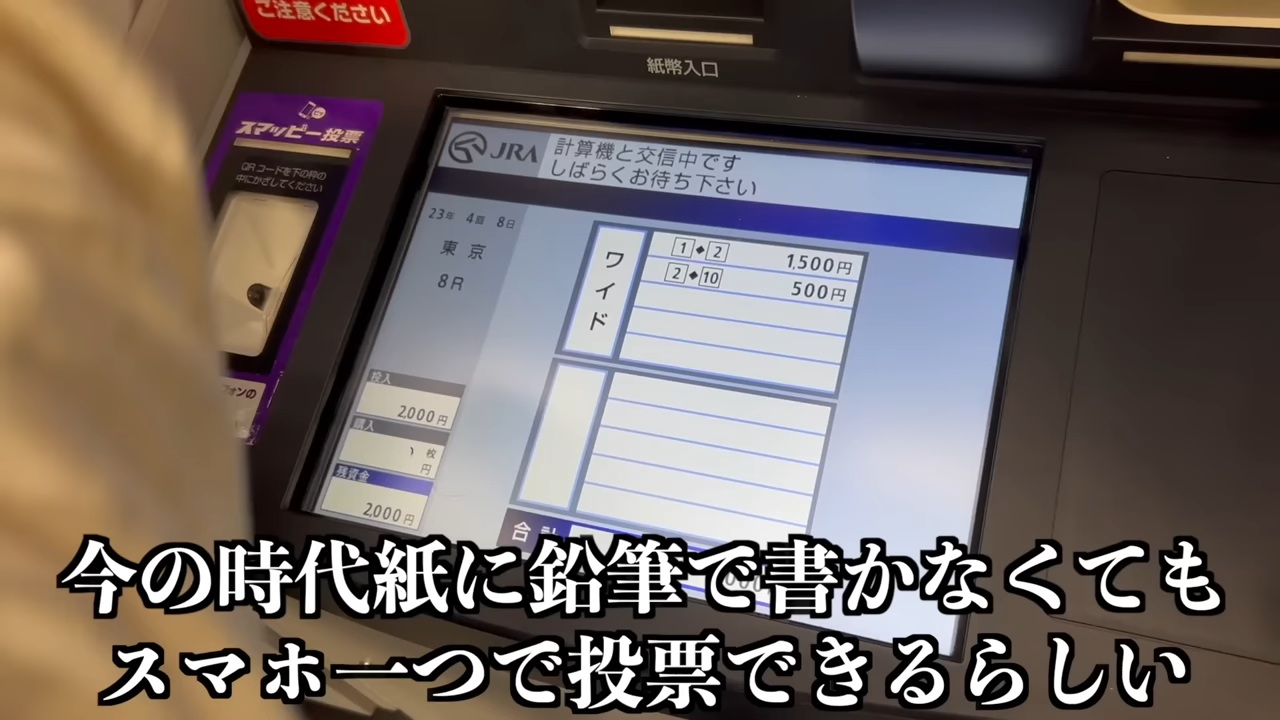 ご注意ください
紙幣入口
スマッピー投票
QRコードを下の枠の
中にかざしてください
JRA
計算機と交信中です
しばらくお待ち下さい
23年 4回 8日
東京
8R
ワイド
1◆2 1,500円
2◆10 500円
投入
2,000円
購入
枚
円
残資金
2,000円
合計
今の時代紙に鉛筆で書かなくても
スマホ一つで投票できるらしい